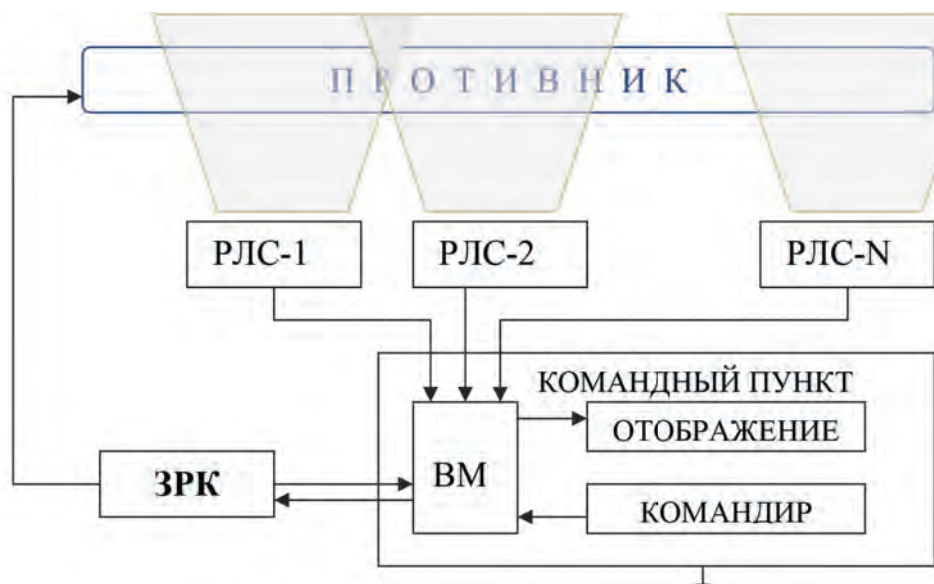 ПРОТИВНИК
РЛС-1
РЛС-2
РЛС-N
КОМАНДНЫЙ ПУНКТ
ОТОБРАЖЕНИЕ
ВМ
ЗРК
КОМАНДИР